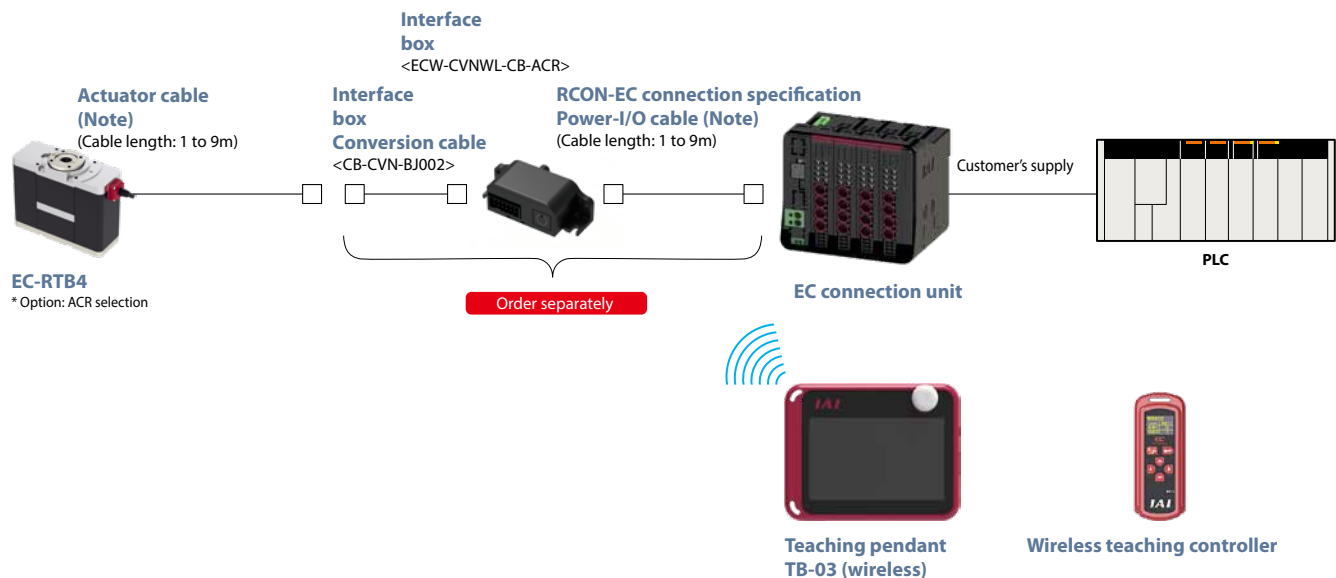 Interface
box
<ECW-CVNWL-CB-ACR>
Actuator cable
(Note)
(Cable length: 1 to 9m)
Interface
box
Conversion cable
<CB-CVN-BJ002>
RCON-EC connection specification
Power-I/O cable (Note)
(Cable length: 1 to 9m)
Customer's supply
PLC
EC-RTB4
* Option: ACR selection
Order separately
EC connection unit
IAI
IAI
Teaching pendant
TB-03 (wireless)
Wireless teaching controller